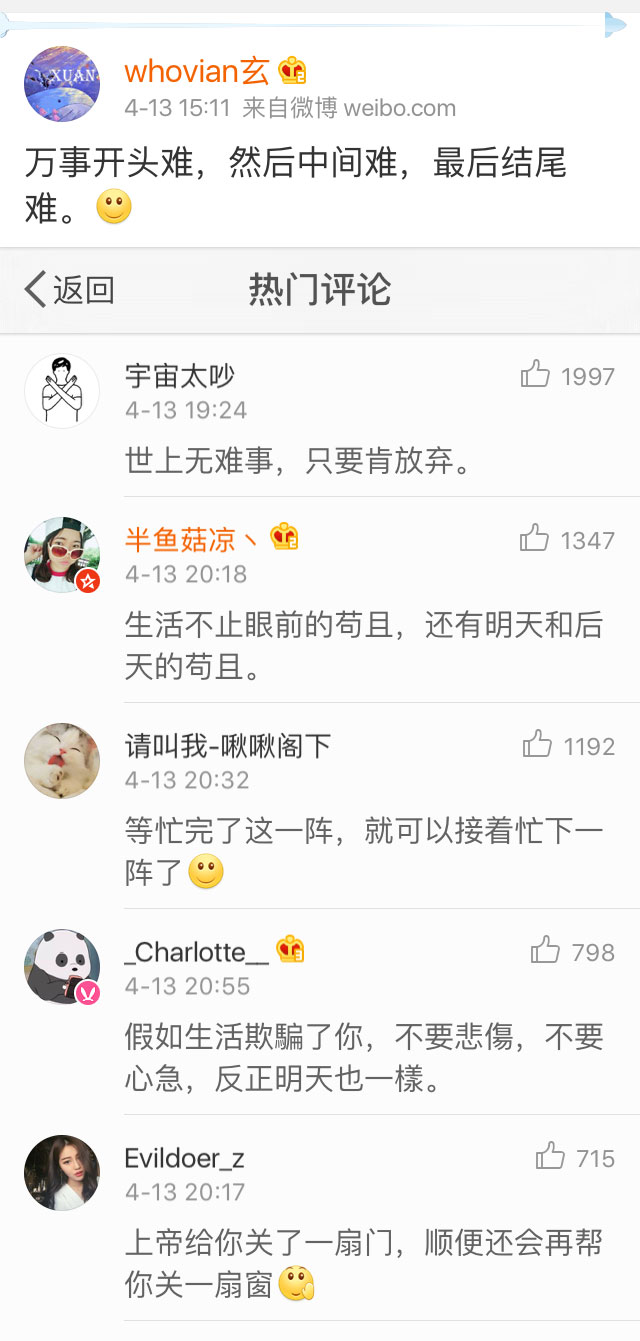 XUAN
whovian玄
4-13 15:11 来自微博 weibo.com
万事开头难，然后中间难，最后结尾
难。
返回 热门评论
宇宙太吵 1997
4-13 19:24
世上无难事，只要肯放弃。
半鱼菇凉丶 1347
4-13 20:18
生活不止眼前的苟且，还有明天和后
天的苟且。
请叫我-啾啾阁下 1192
4-13 20:32
等忙完了这一阵，就可以接着忙下一
阵了
_Charlotte__ 798
4-13 20:55
假如生活欺騙了你，不要悲傷，不要
心急，反正明天也一樣。
Evildoer_z 715
4-13 20:17
上帝给你关了一扇门，顺便还会再帮
你关一扇窗